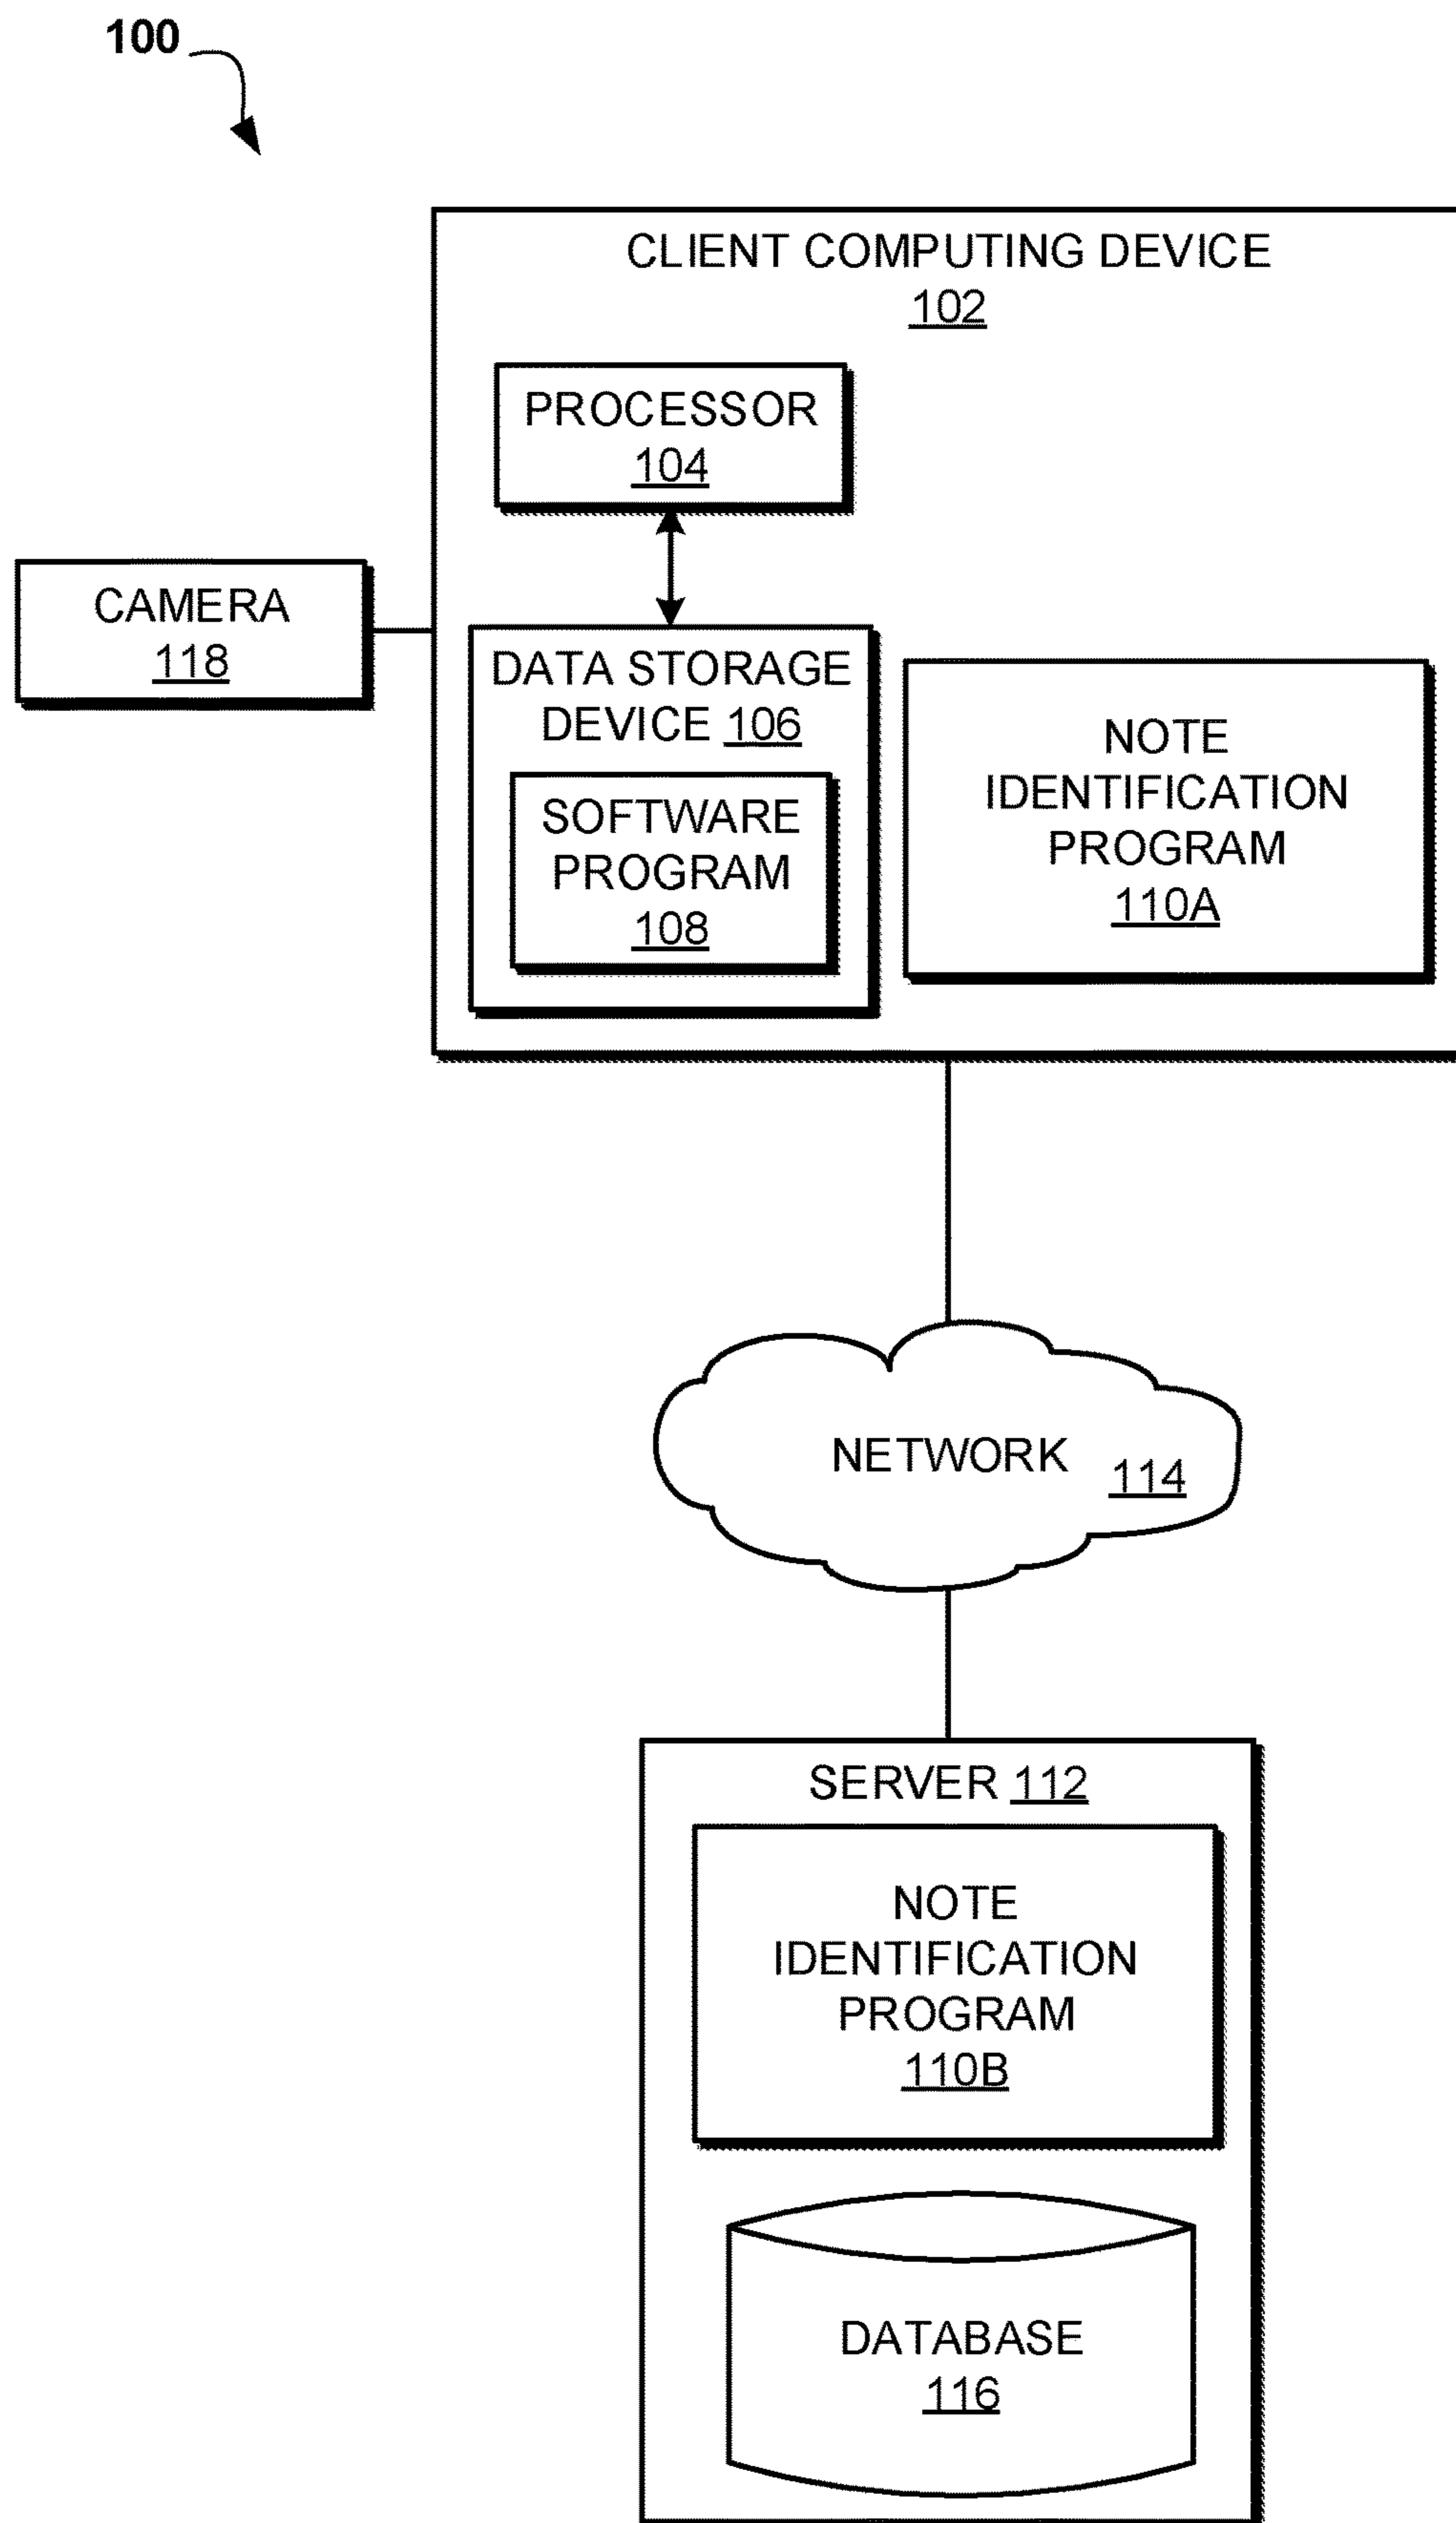 100
CLIENT COMPUTING DEVICE
102
PROCESSOR
104
CAMERA
118
DATA STORAGE
DEVICE 106
SOFTWARE
PROGRAM
108
NOTE
IDENTIFICATION
PROGRAM
110A
NETWORK 114
SERVER 112
NOTE
IDENTIFICATION
PROGRAM
110B
DATABASE
116